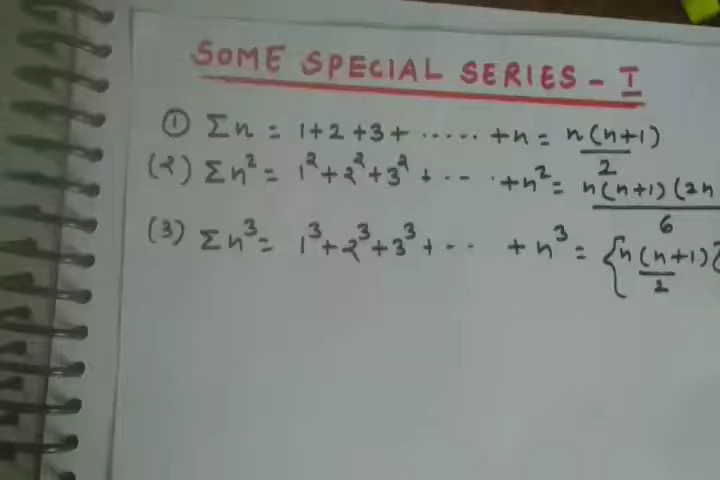 SOME SPECIAL SERIES - I
① Σn = 1+2+3+ ..... +n = n(n+1)/2
(2) Σn² = 1²+2²+3²+ -- . +n² = n(n+1)(2n/6
(3) Σn³ = 1³+2³+3³+ -- +n³ = {n(n+1)/2}